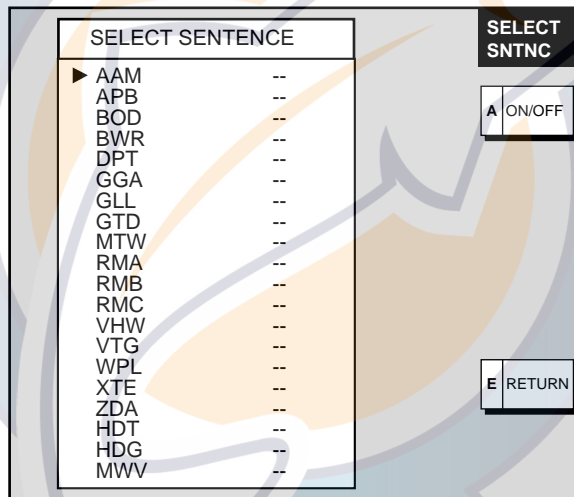 SELECT SENTENCE
AAM --
APB --
BOD --
BWR --
DPT --
GGA --
GLL --
GTD --
MTW --
RMA --
RMB --
RMC --
VHW --
VTG --
WPL --
XTE --
ZDA --
HDT --
HDG --
MWV --
SELECT
SNTNC
A ON/OFF
E RETURN